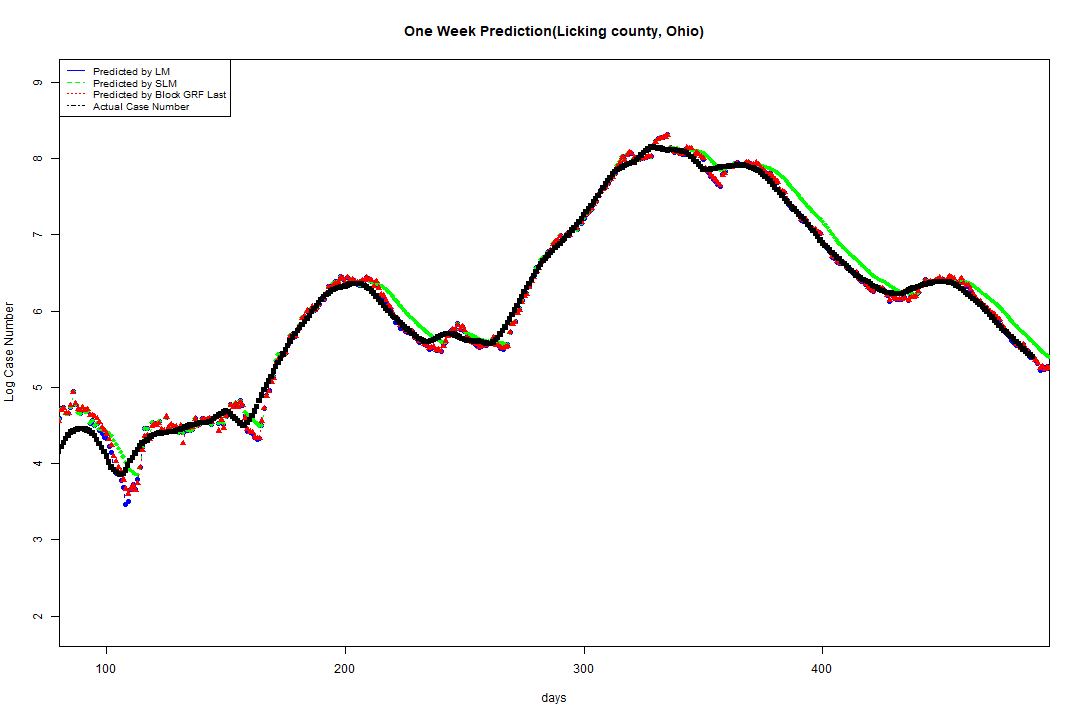 One Week Prediction(Licking county, Ohio)
Predicted by LM
Predicted by SLM
Predicted by Block GRF Last
Actual Case Number
Log Case Number
9
8
7
6
5
4
3
2
100 200 300 400
days